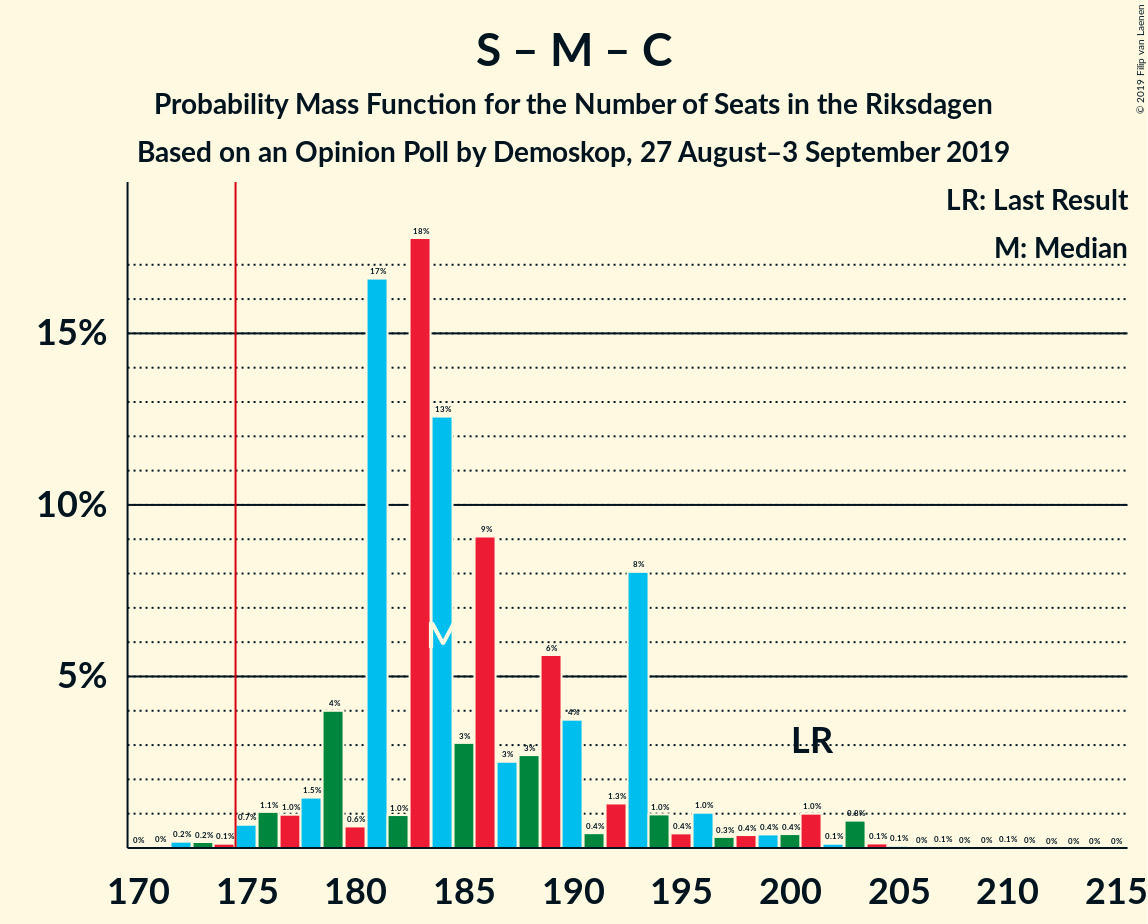 S – M – C
Probability Mass Function for the Number of Seats in the Riksdagen
Based on an Opinion Poll by Demoskop, 27 August–3 September 2019
© 2019 Filip van Laenen
LR: Last Result
M: Median
15%
10%
5%
0% 0% 0.2% 0.2% 0.1% 0.7% 1.1% 1.0% 1.5% 4% 0.6% 17% 1.0% 18% 13% 3% 9% 3% 3% 6% 4% 0.4% 1.3% 8% 1.0% 0.4% 1.0% 0.3% 0.4% 0.4% 0.4% 1.0% 0.1% 0.8% 0.1% 0.1% 0% 0.1% 0% 0% 0.1% 0% 0% 0% 0% 0%
M
LR
170 175 180 185 190 195 200 205 210 215